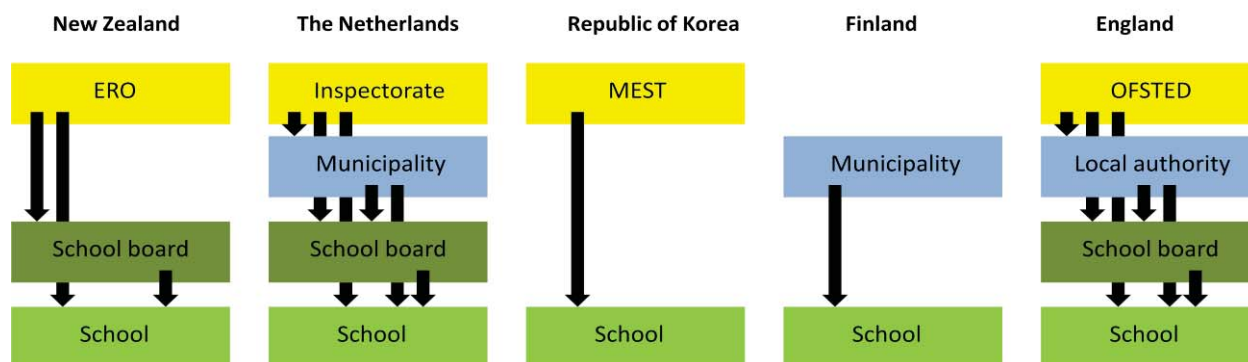 New Zealand
ERO
School board
School
The Netherlands
Inspectorate
Municipality
School board
School
Republic of Korea
MEST
School
Finland
Municipality
School
England
OFSTED
Local authority
School board
School